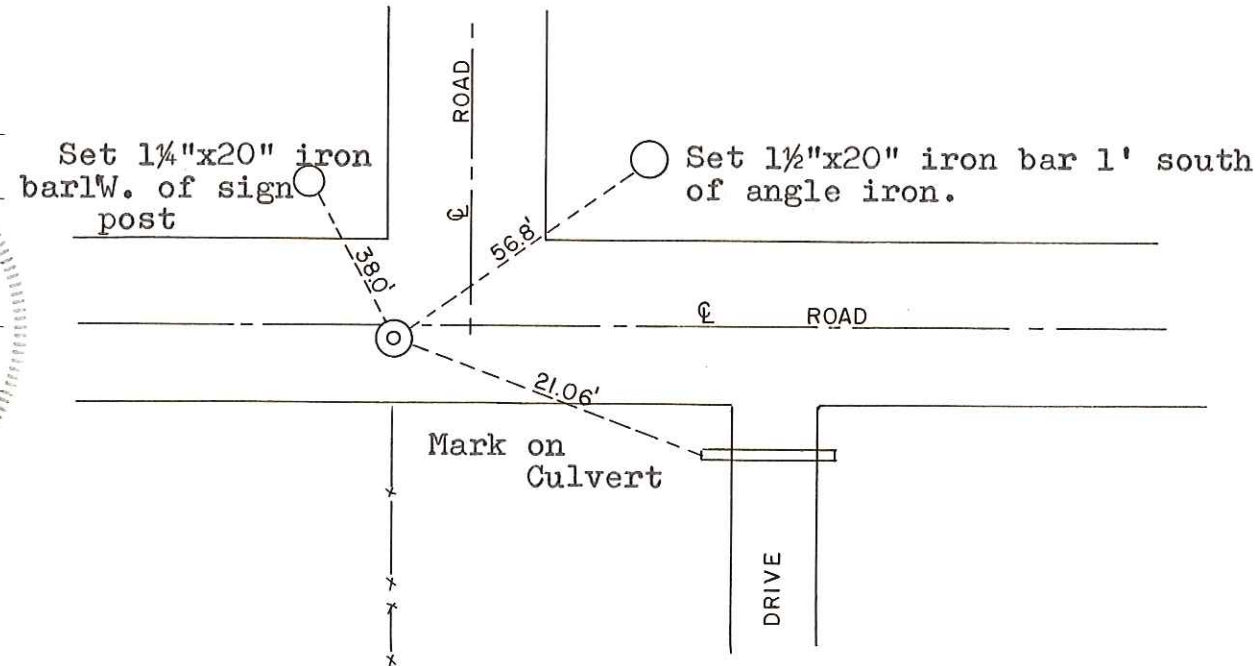 ROAD
℄
Set 1¼"x20" iron
bar1'W. of sign
post
Set 1½"x20" iron bar 1' south
of angle iron.
38.0'
56.8'
℄ ROAD
21.06'
Mark on
Culvert
DRIVE